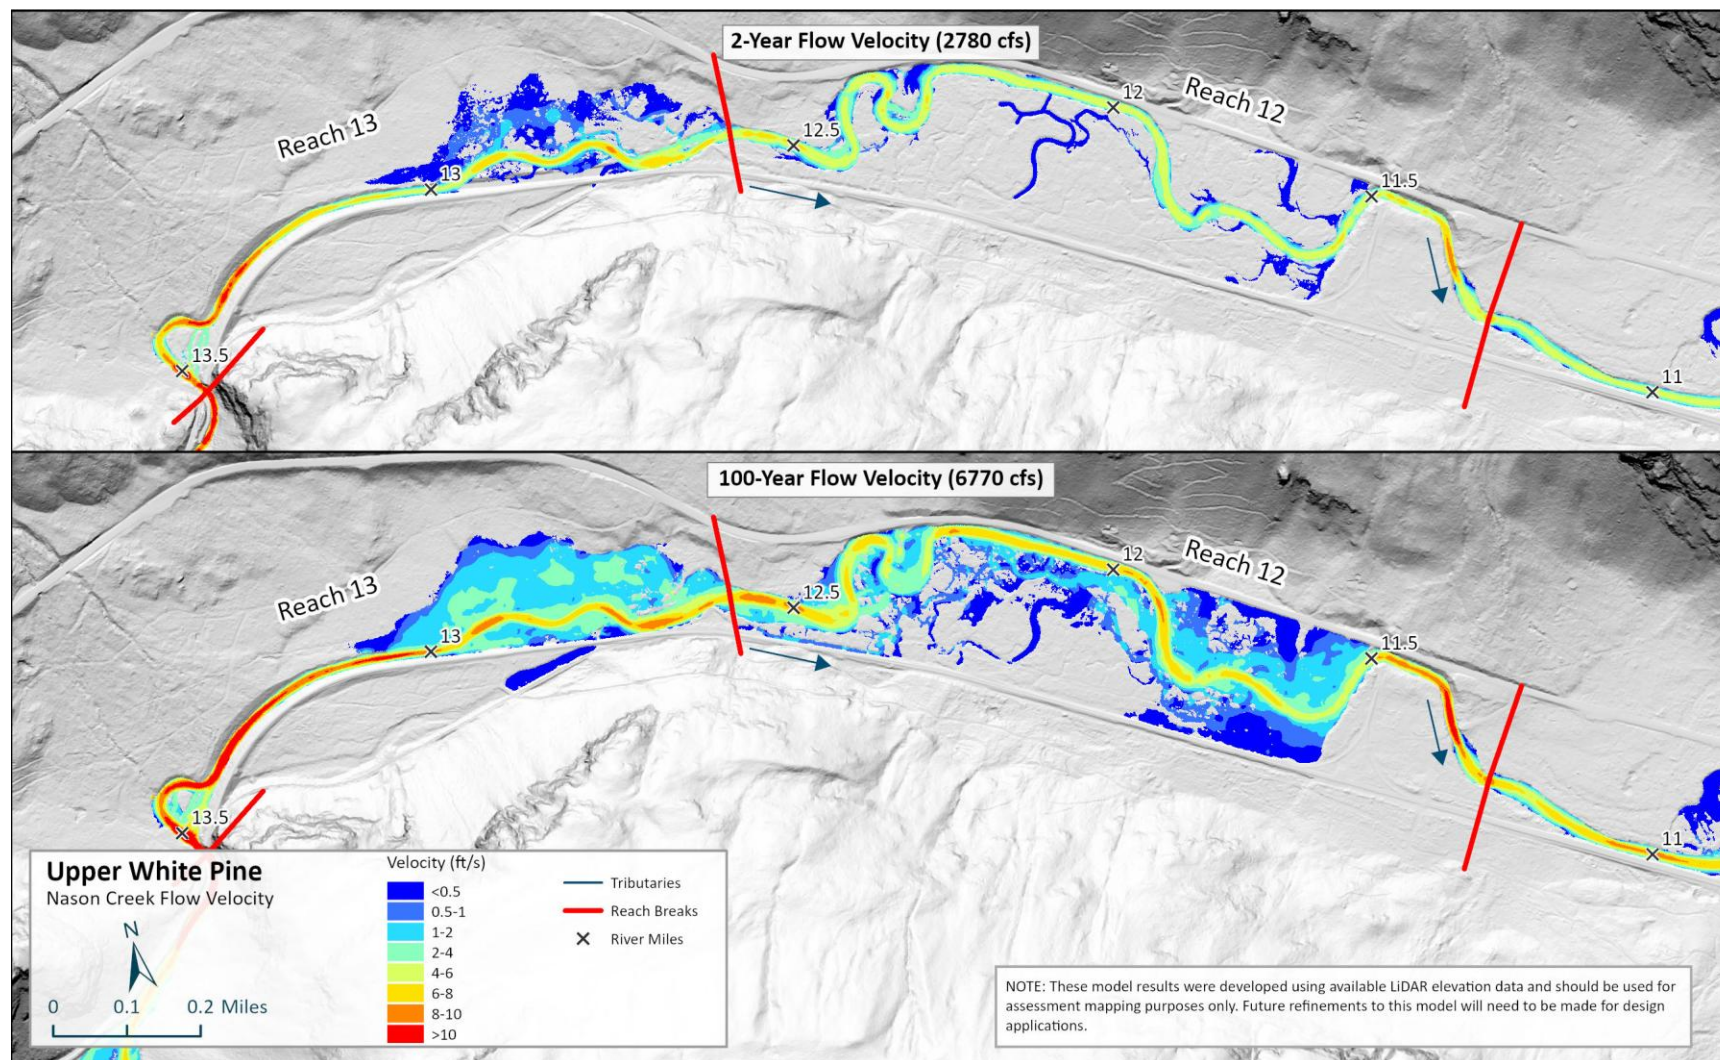 2-Year Flow Velocity (2780 cfs)
Reach 13
Reach 12
13.5
13
12.5
12
11.5
11
100-Year Flow Velocity (6770 cfs)
Reach 13
Reach 12
13.5
13
12.5
12
11.5
11
Upper White Pine
Nason Creek Flow Velocity
N
0 0.1 0.2 Miles
Velocity (ft/s)
<0.5
0.5-1
1-2
2-4
4-6
6-8
8-10
>10
Tributaries
Reach Breaks
River Miles
NOTE: These model results were developed using available LiDAR elevation data and should be used for
assessment mapping purposes only. Future refinements to this model will need to be made for design
applications.